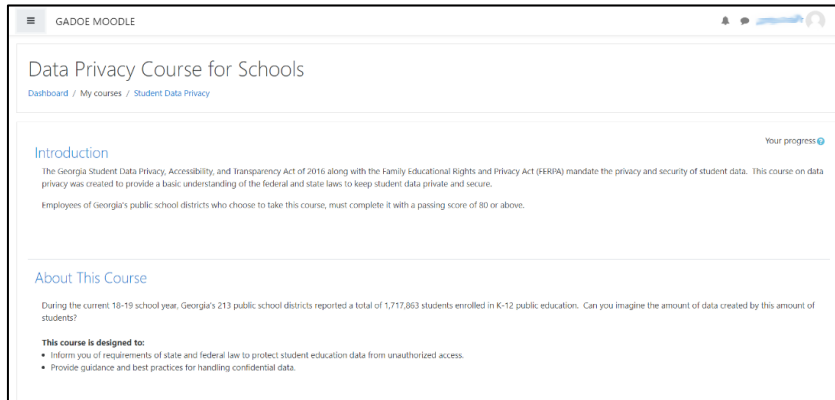 GADOE MOODLE
Data Privacy Course for Schools
Dashboard / My courses / Student Data Privacy
Your progress
Introduction
The Georgia Student Data Privacy, Accessibility, and Transparency Act of 2016 along with the Family Educational Rights and Privacy Act (FERPA) mandate the privacy and security of student data. This course on data
privacy was created to provide a basic understanding of the federal and state laws to keep student data private and secure.
Employees of Georgia's public school districts who choose to take this course, must complete it with a passing score of 80 or above.
About This Course
During the current 18-19 school year, Georgia's 213 public school districts reported a total of 1,717,863 students enrolled in K-12 public education. Can you imagine the amount of data created by this amount of
students?
This course is designed to:
• Inform you of requirements of state and federal law to protect student education data from unauthorized access.
• Provide guidance and best practices for handling confidential data.